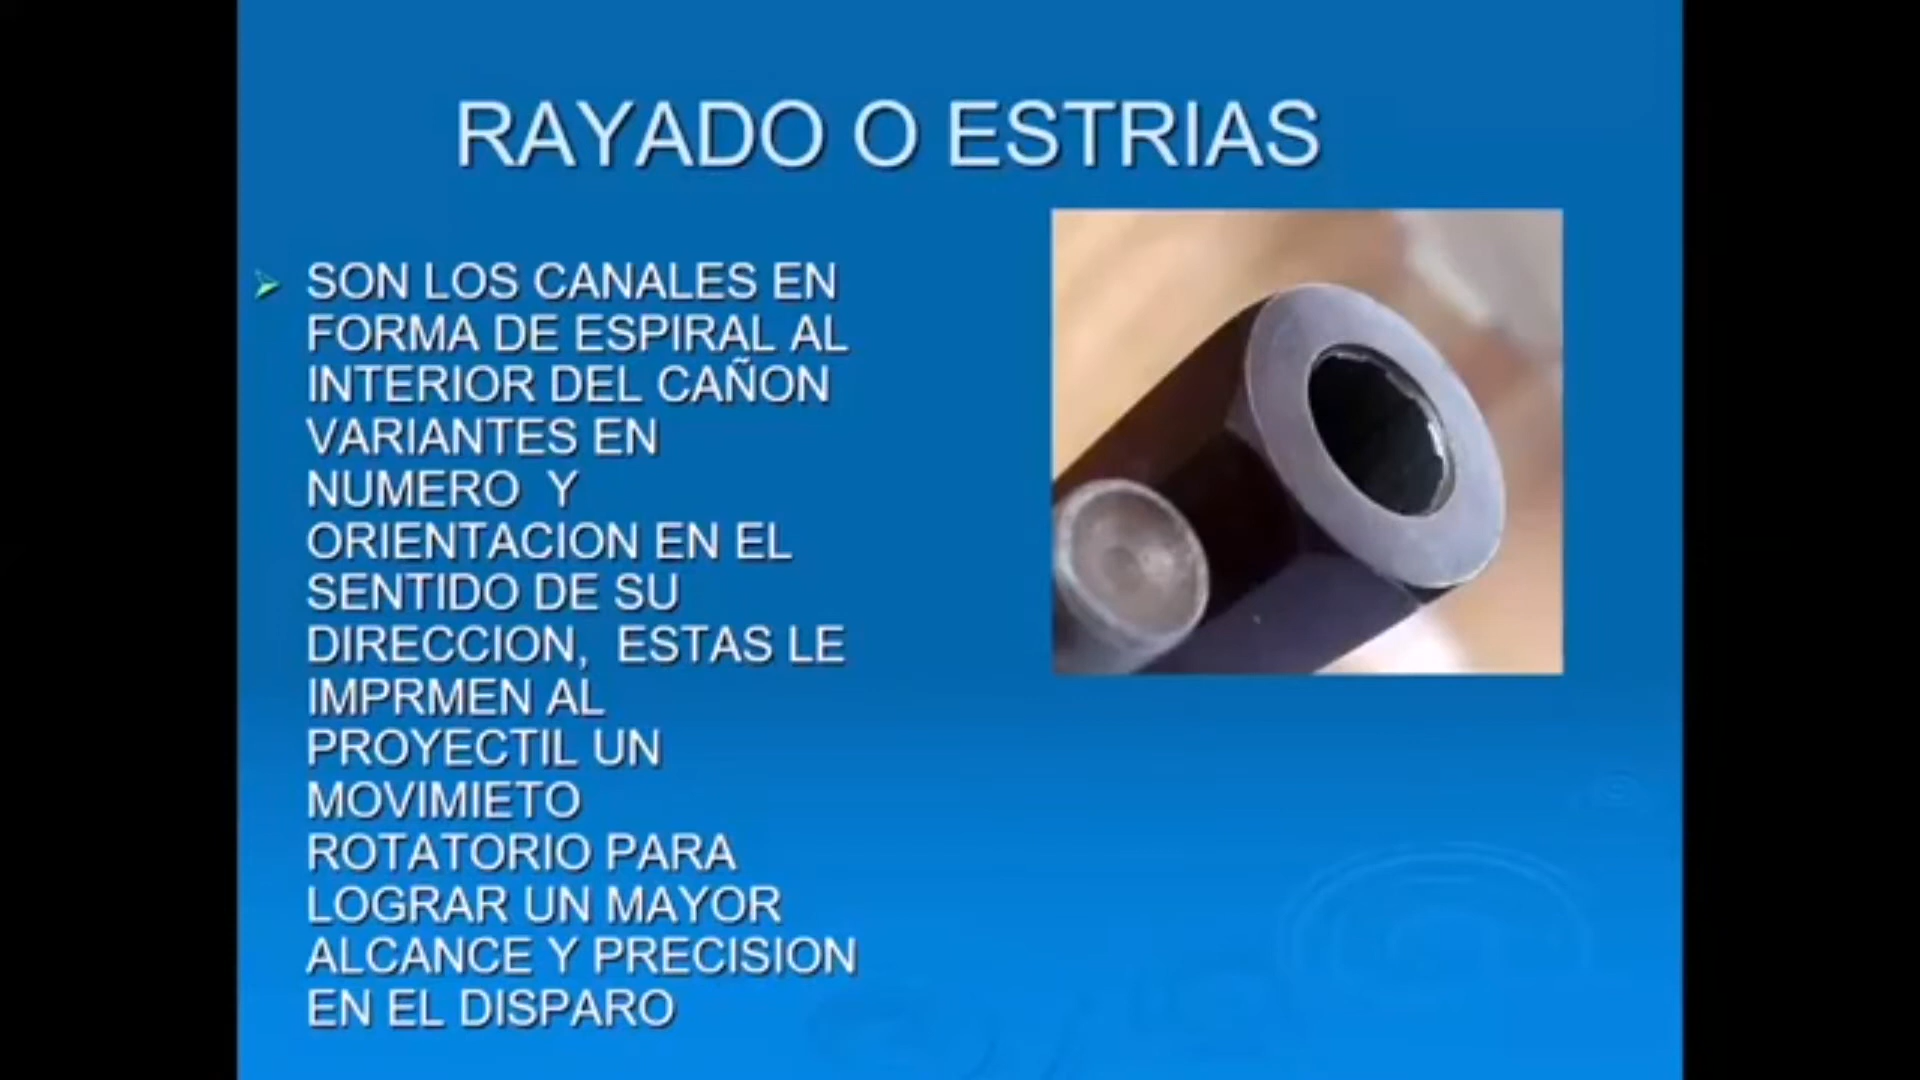 RAYADO O ESTRIAS
SON LOS CANALES EN
FORMA DE ESPIRAL AL
INTERIOR DEL CAÑON
VARIANTES EN
NUMERO Y
ORIENTACION EN EL
SENTIDO DE SU
DIRECCION, ESTAS LE
IMPRMEN AL
PROYECTIL UN
MOVIMIETO
ROTATORIO PARA
LOGRAR UN MAYOR
ALCANCE Y PRECISION
EN EL DISPARO